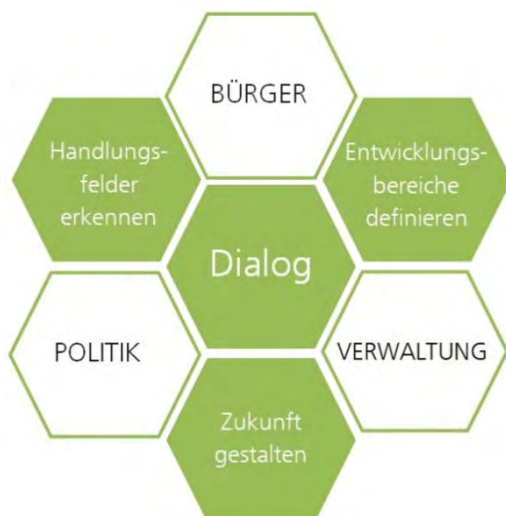 BÜRGER
Handlungs-
felder
erkennen
Entwicklungs-
bereiche
definieren
Dialog
POLITIK
VERWALTUNG
Zukunft
gestalten